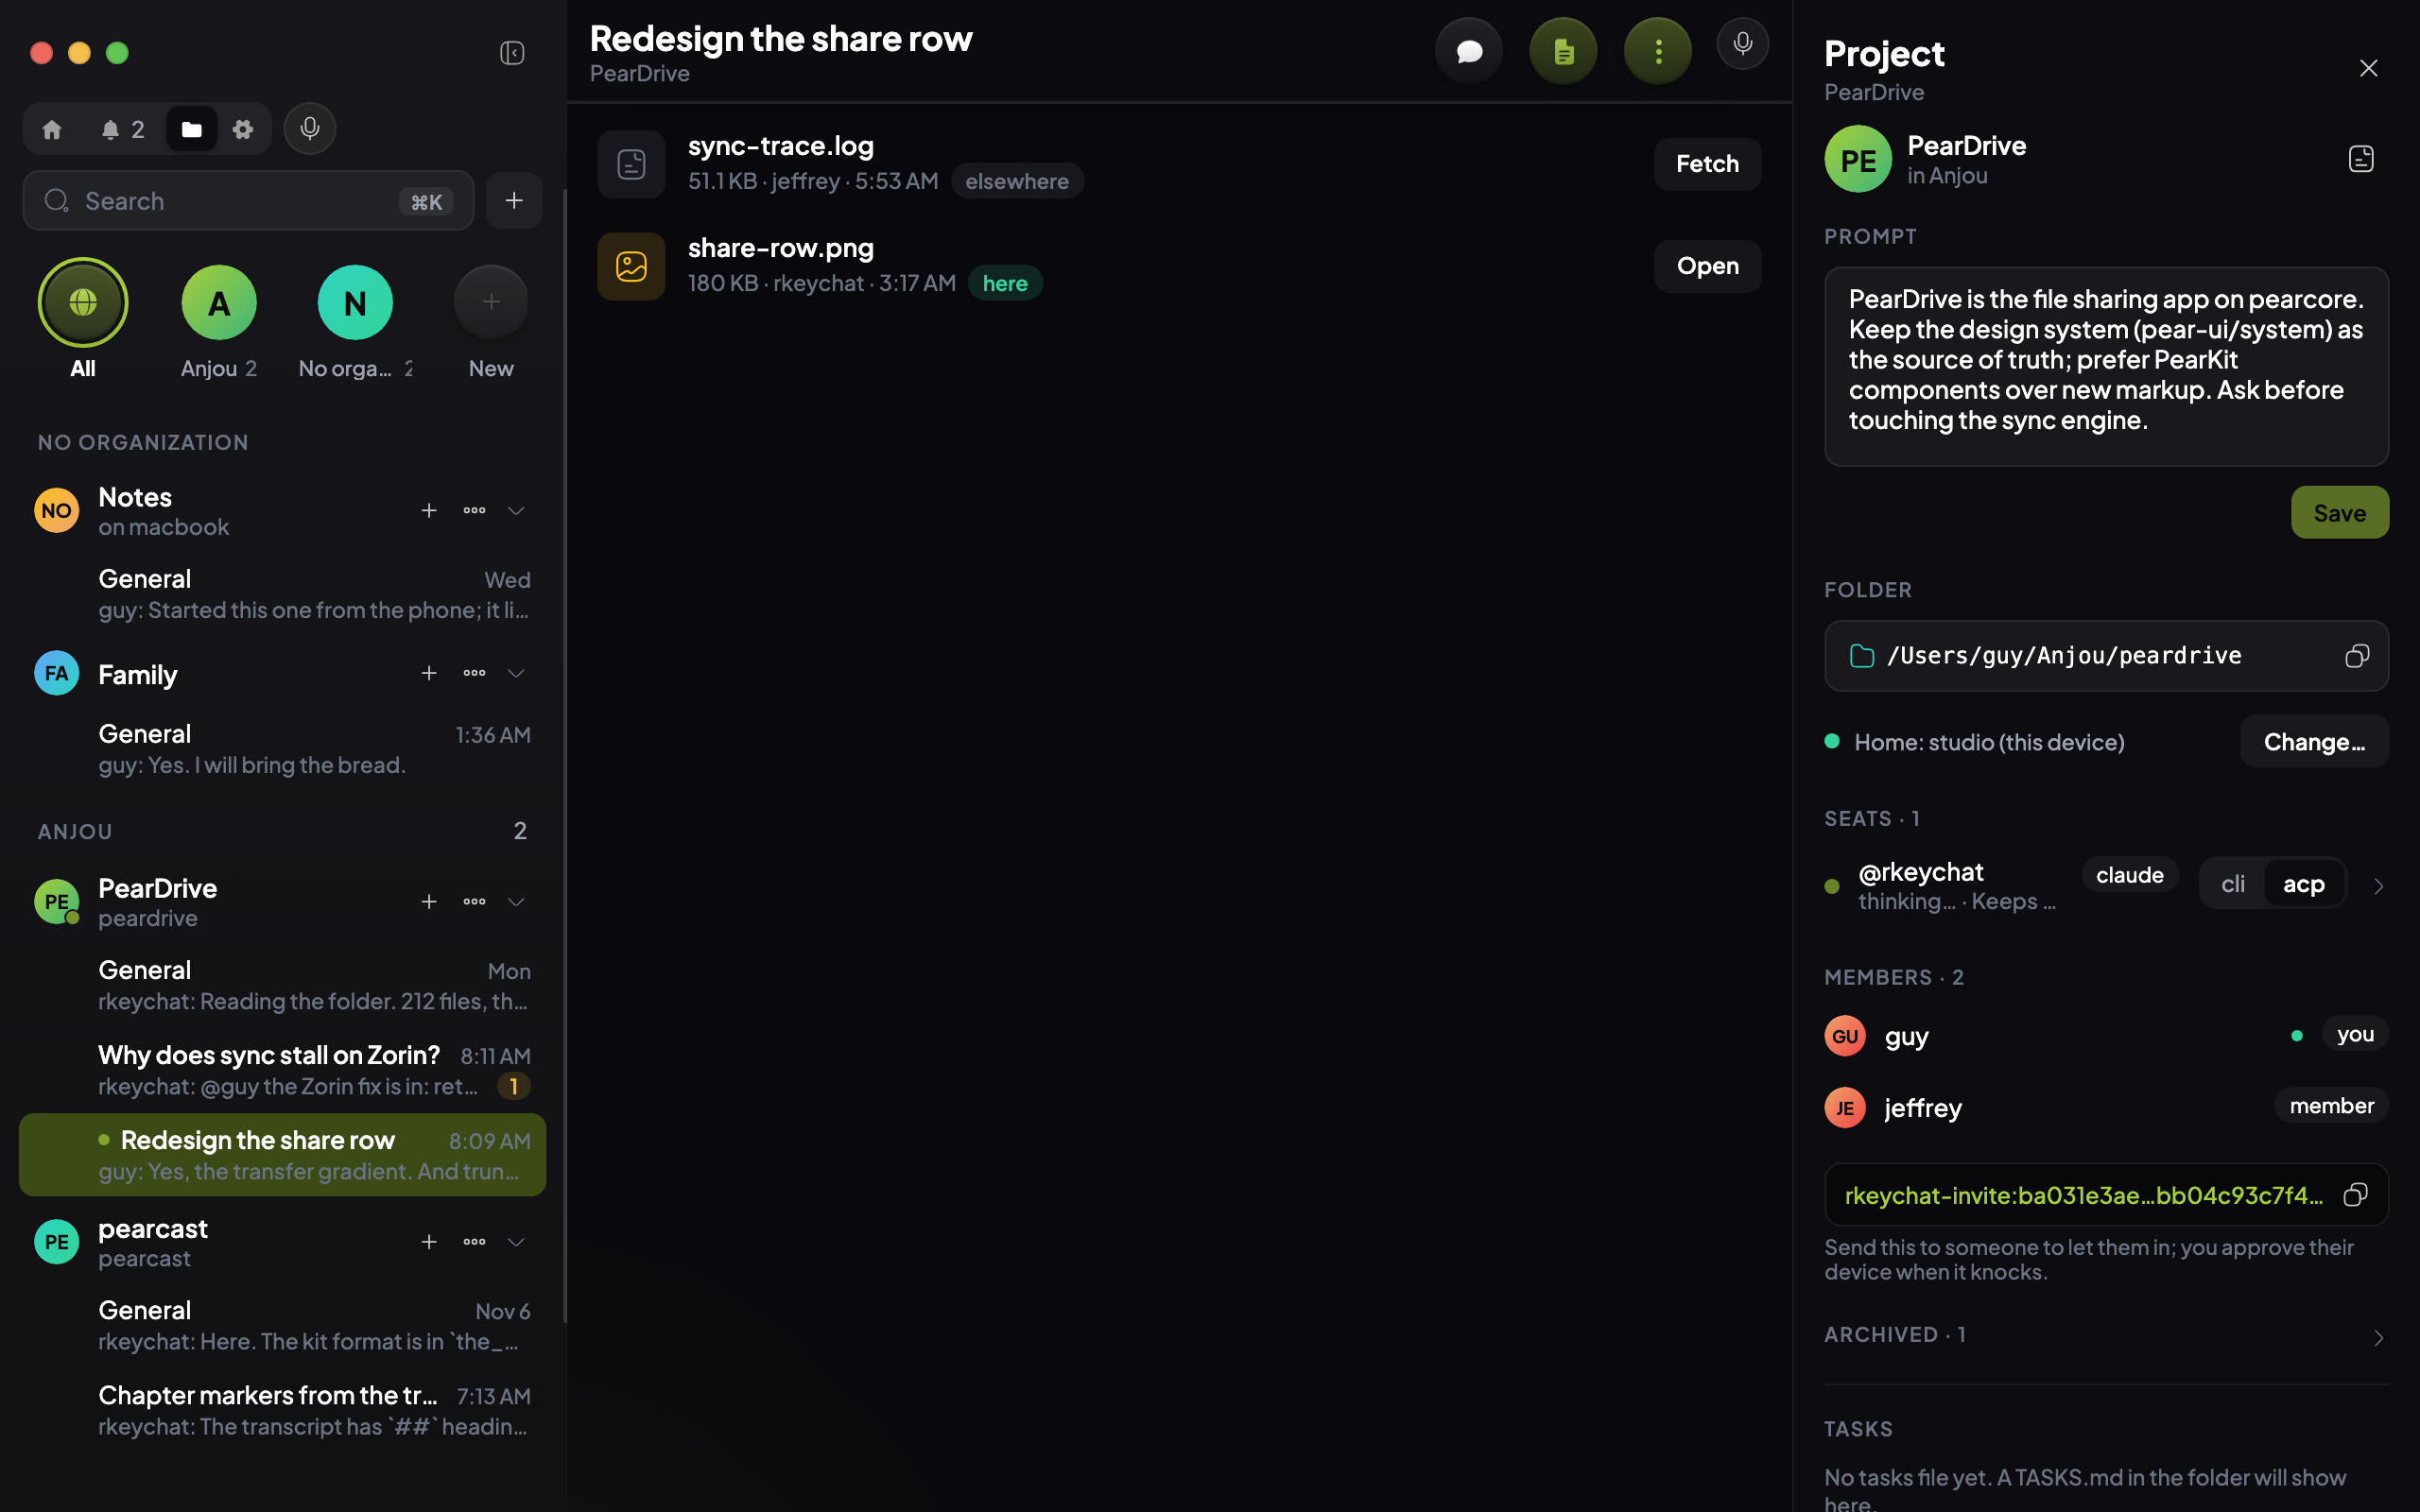 2
Search
⌘K
All
A
Anjou 2
N
No orga…
New
NO ORGANIZATION
NO
Notes
on macbook
General
Wed
guy: Started this one from the phone; it li…
FA
Family
General
1:36 AM
guy: Yes. I will bring the bread.
ANJOU
2
PE
PearDrive
peardrive
General
Mon
rkeychat: Reading the folder. 212 files, th…
Why does sync stall on Zorin?
8:11 AM
rkeychat: @guy the Zorin fix is in: ret…
1
Redesign the share row
8:09 AM
guy: Yes, the transfer gradient. And trun…
PE
pearcast
pearcast
General
Nov 6
rkeychat: Here. The kit format is in `the_…
Chapter markers from the tr…
7:13 AM
rkeychat: The transcript has `##` headin…
Redesign the share row
PearDrive
sync-trace.log
51.1 KB · jeffrey · 5:53 AM
elsewhere
Fetch
share-row.png
180 KB · rkeychat · 3:17 AM
here
Open
Project
PearDrive
PE
PearDrive
in Anjou
PROMPT
PearDrive is the file sharing app on pearcore.
Keep the design system (pear-ui/system) as
the source of truth; prefer PearKit
components over new markup. Ask before
touching the sync engine.
Save
FOLDER
/Users/guy/Anjou/peardrive
Home: studio (this device)
Change…
SEATS · 1
@rkeychat
thinking… · Keeps …
claude
cli
acp
MEMBERS · 2
GU
guy
you
JE
jeffrey
member
rkeychat-invite:ba031e3ae…bb04c93c7f4…
Send this to someone to let them in; you approve their
device when it knocks.
ARCHIVED · 1
TASKS
No tasks file yet. A TASKS.md in the folder will show
here.